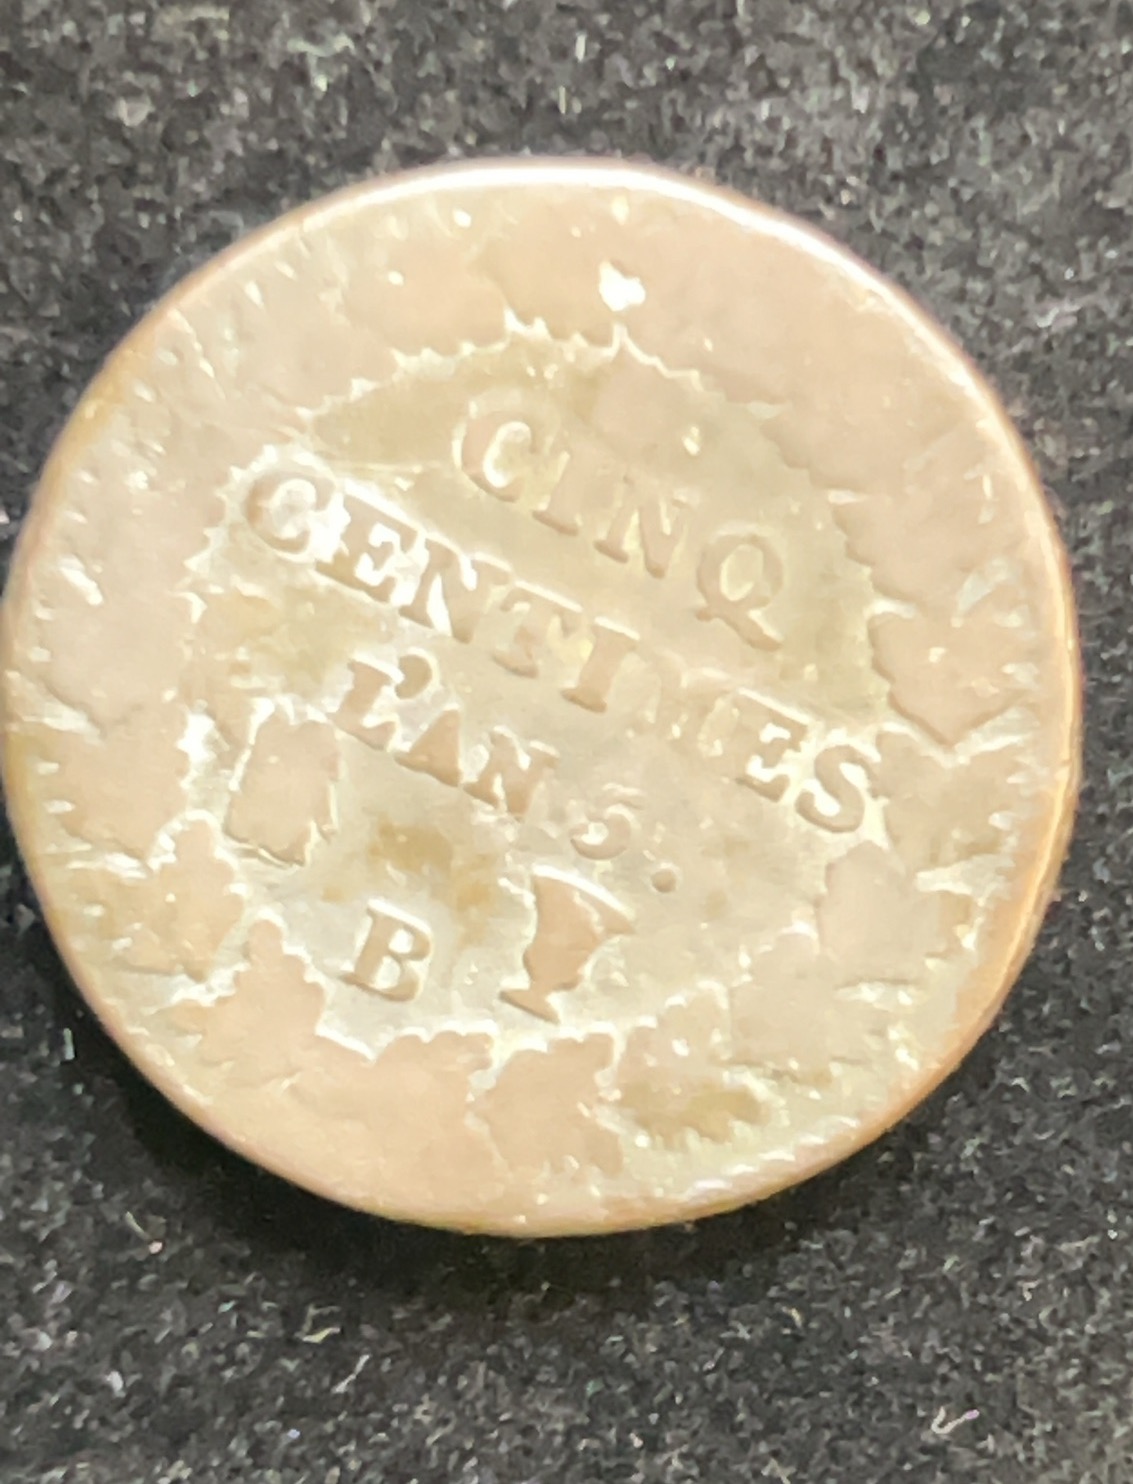 CINQ
CENTIMES
L'AN 5.
B